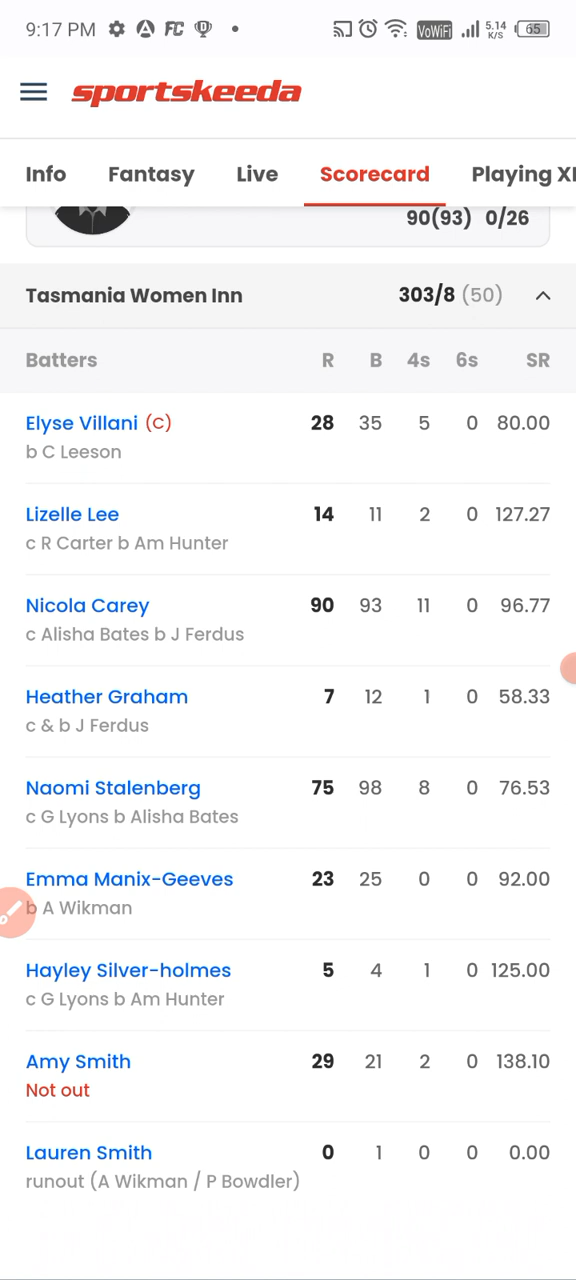 9:17 PM FC VoWiFi 5.14 K/S 65
sportskeeda
Info Fantasy Live Scorecard Playing XI
90(93) 0/26
Tasmania Women Inn 303/8 (50)
Batters R B 4s 6s SR
Elyse Villani (C) 28 35 5 0 80.00
b C Leeson
Lizelle Lee 14 11 2 0 127.27
c R Carter b Am Hunter
Nicola Carey 90 93 11 0 96.77
c Alisha Bates b J Ferdus
Heather Graham 7 12 1 0 58.33
c & b J Ferdus
Naomi Stalenberg 75 98 8 0 76.53
c G Lyons b Alisha Bates
Emma Manix-Geeves 23 25 0 0 92.00
b A Wikman
Hayley Silver-holmes 5 4 1 0 125.00
c G Lyons b Am Hunter
Amy Smith 29 21 2 0 138.10
Not out
Lauren Smith 0 1 0 0 0.00
runout (A Wikman / P Bowdler)